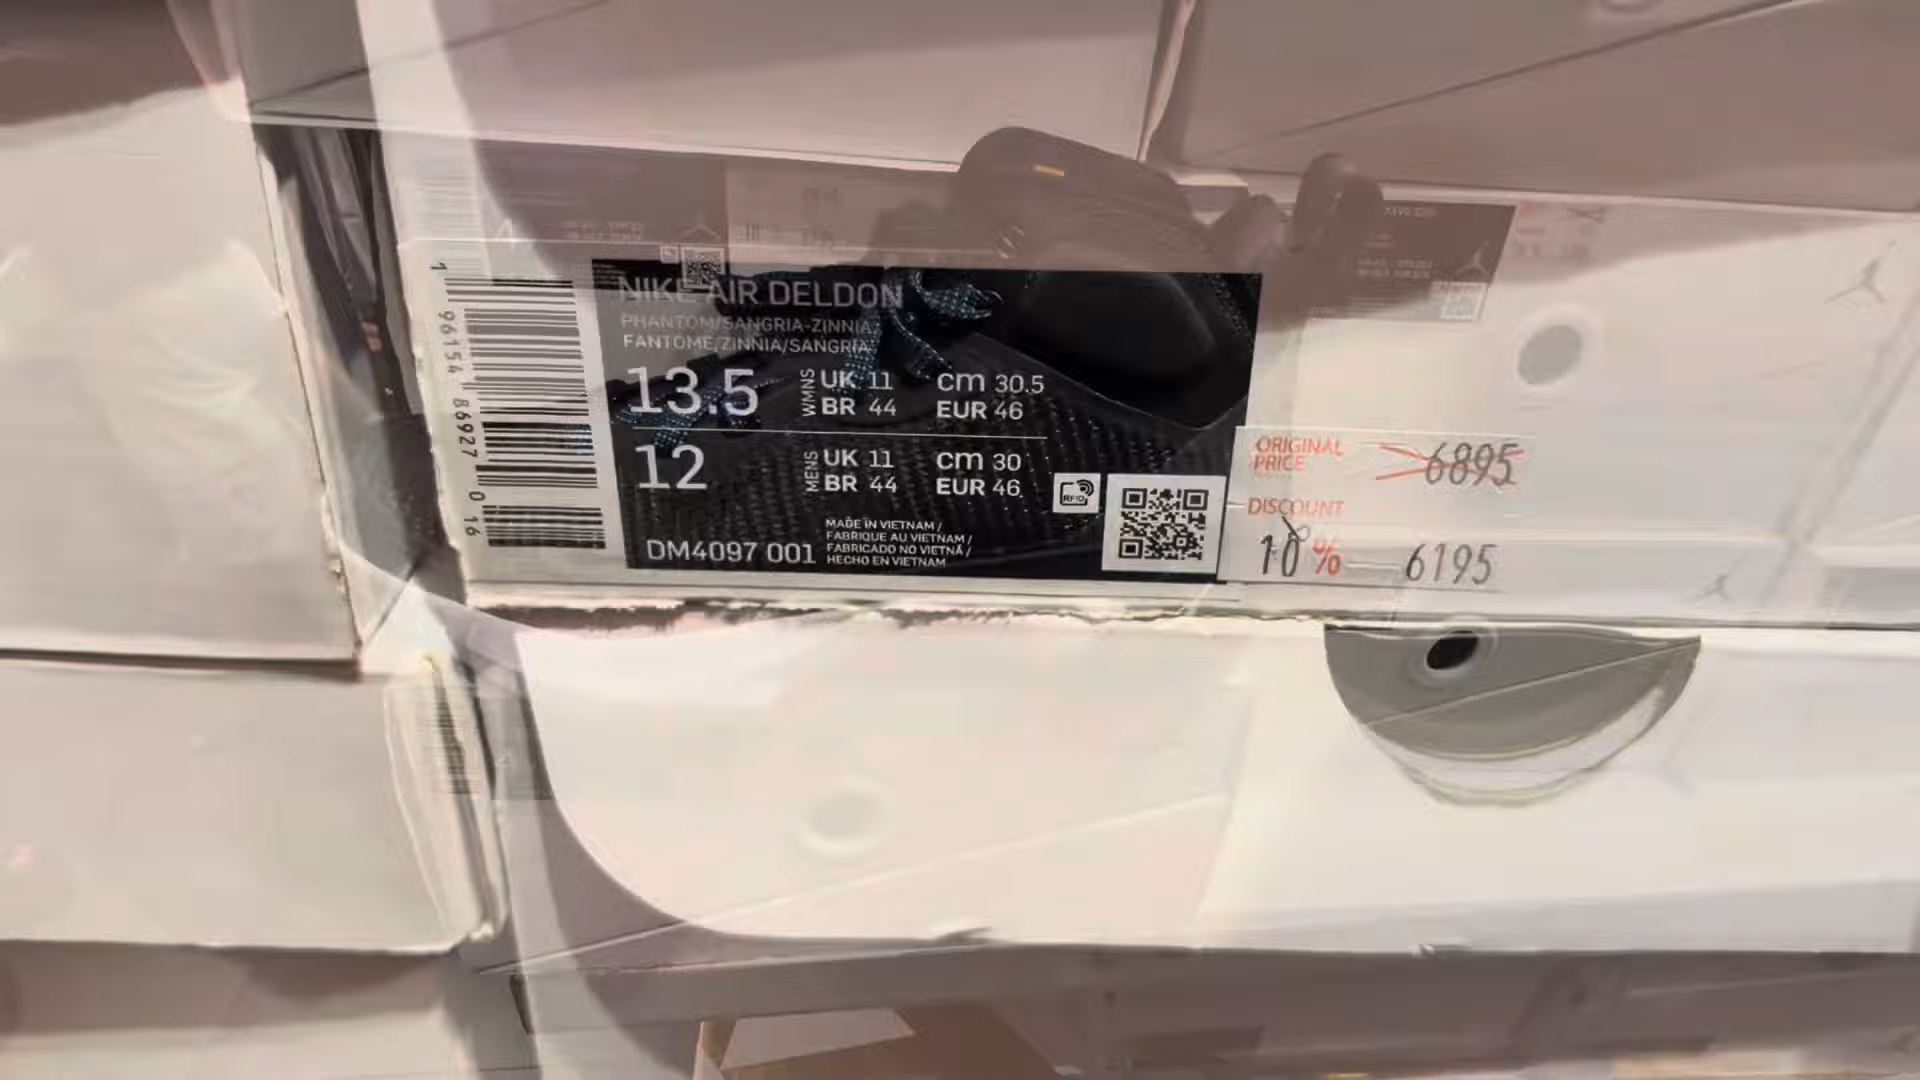 NIKE AIR DELDON
PHANTOM/SANGRIA-ZINNIA
FANTOME/ZINNIA/SANGRIA
13.5 WMNS UK 11 cm 30.5
BR 44 EUR 46
12 MENS UK 11 cm 30
BR 44 EUR 46
MADE IN VIETNAM /
FABRIQUE AU VIETNAM /
FABRICADO NO VIETNÃ /
HECHO EN VIETNAM
DM4097 001
RFID
1 96154 86927 0 16
ORIGINAL PRICE 6895
DISCOUNT
10 % 6195